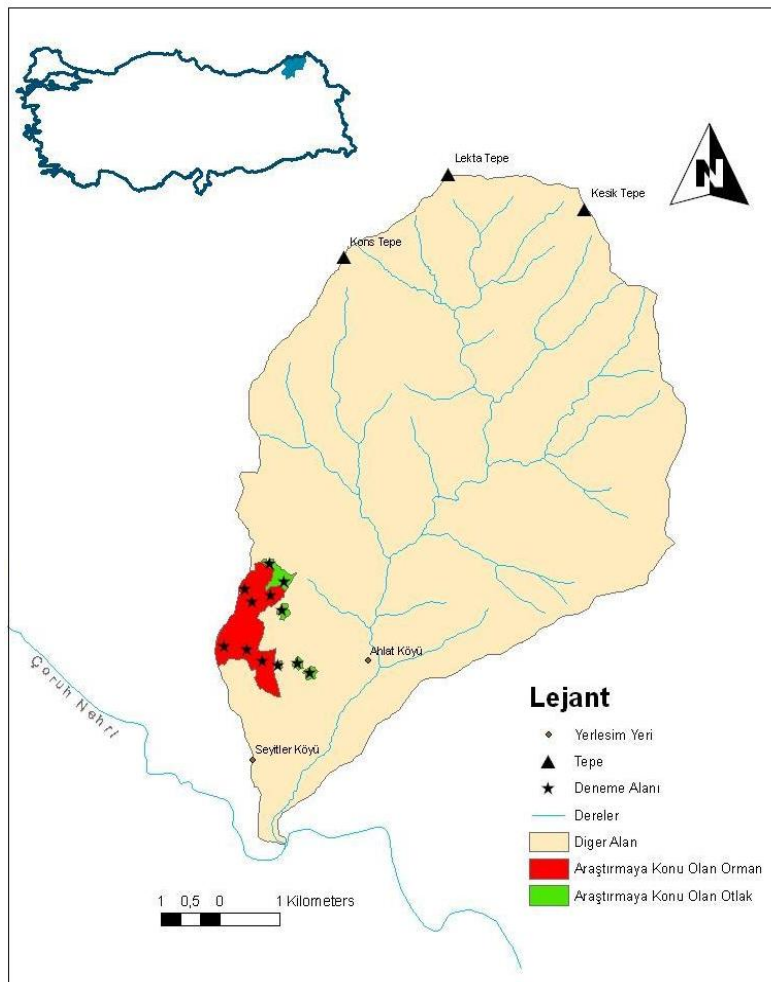 Lekta Tepe
N
Kesik Tepe
Kons Tepe
Ahlat Köyü
Çoruh Nehri
Seyitler Köyü
Lejant
Yerlesim Yeri
Tepe
Deneme Alanı
Dereler
Diger Alan
Araştırmaya Konu Olan Orman
Araştırmaya Konu Olan Otlak
1 0,5 0 1 Kilometers